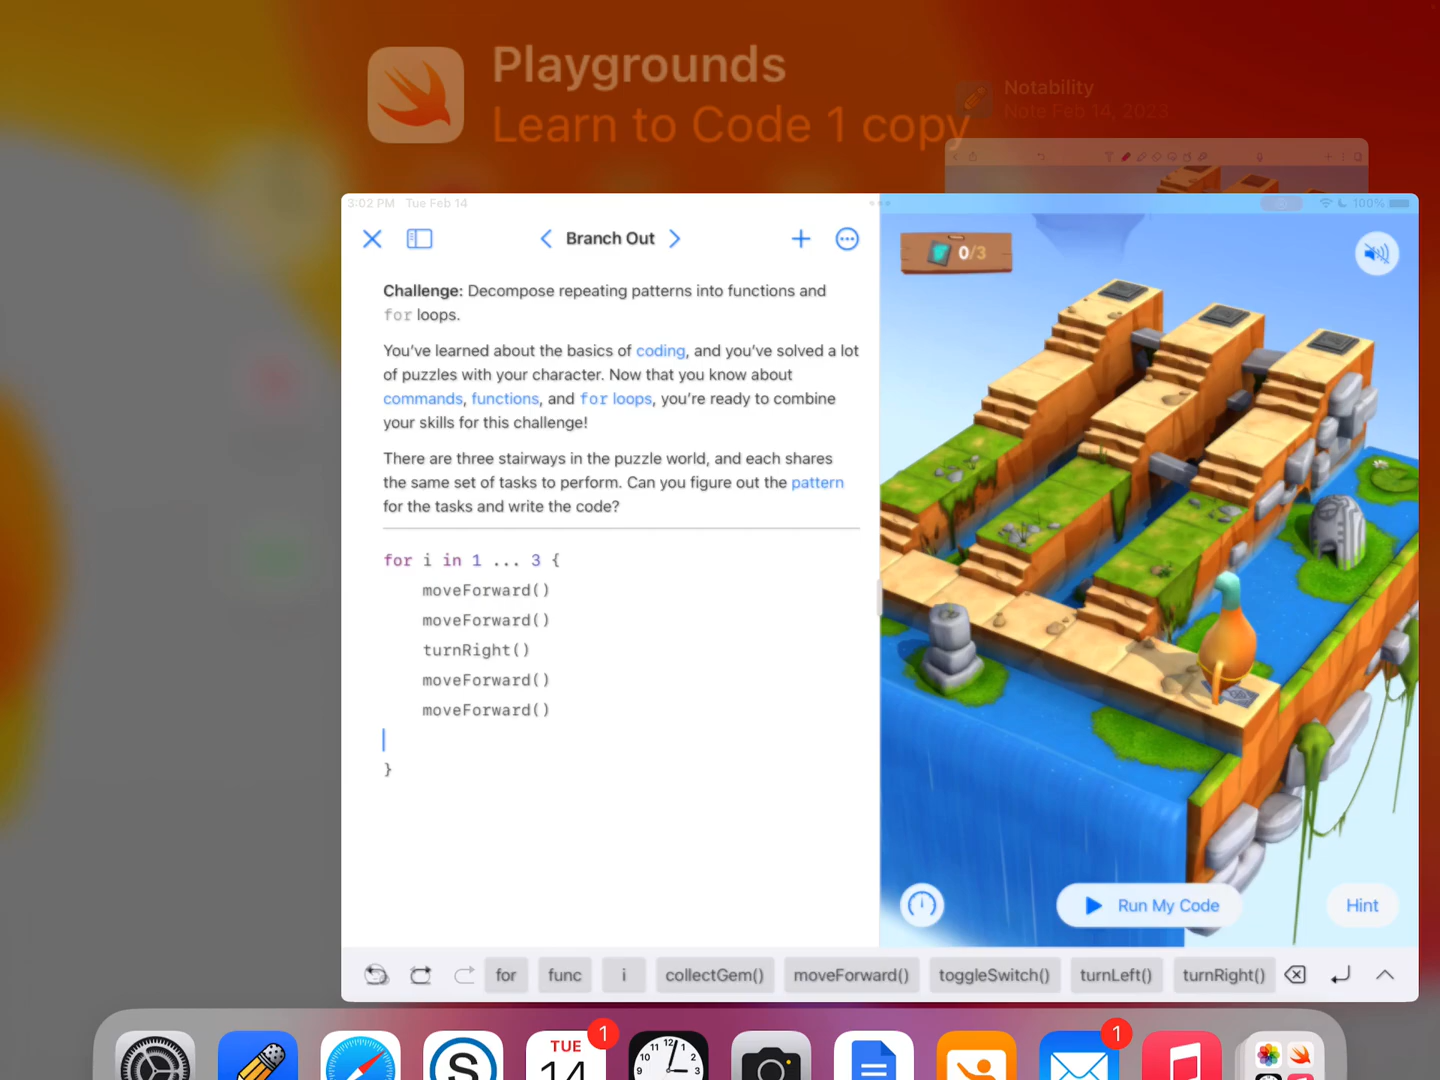 Playgrounds
Learn to Code 1 copy
Notability
Note Feb 14, 2023
3:02 PM Tue Feb 14
100%
Branch Out
0/3
Challenge: Decompose repeating patterns into functions and
for loops.
You've learned about the basics of coding, and you've solved a lot
of puzzles with your character. Now that you know about
commands, functions, and for loops, you're ready to combine
your skills for this challenge!
There are three stairways in the puzzle world, and each shares
the same set of tasks to perform. Can you figure out the pattern
for the tasks and write the code?
for i in 1 ... 3 {
moveForward()
moveForward()
turnRight()
moveForward()
moveForward()
}
Run My Code
Hint
for func i collectGem() moveForward() toggleSwitch() turnLeft() turnRight()
TUE
14
1
1
S